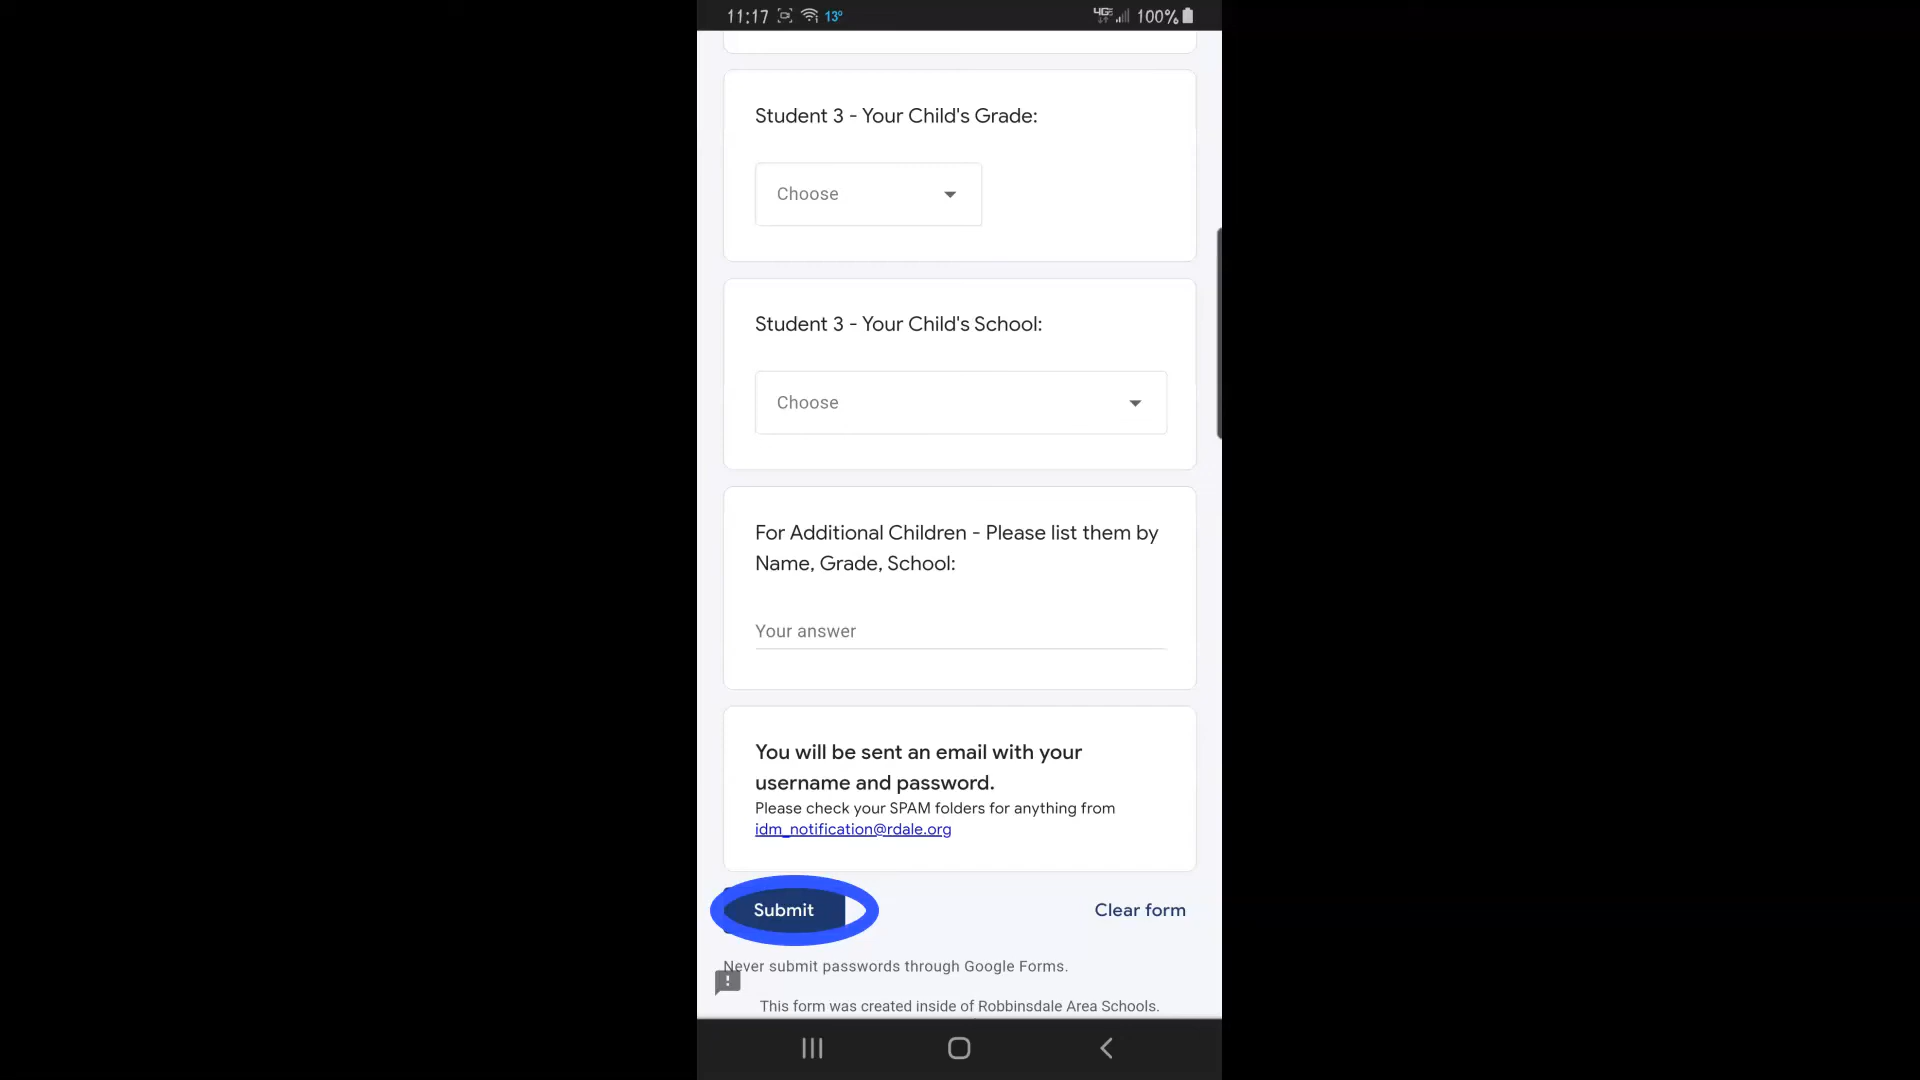 11:17 13° 4G 100%
Student 3 - Your Child's Grade:
Choose
Student 3 - Your Child's School:
Choose
For Additional Children - Please list them by
Name, Grade, School:
Your answer
You will be sent an email with your
username and password.
Please check your SPAM folders for anything from
idm_notification@rdale.org
Submit Clear form
Never submit passwords through Google Forms.
This form was created inside of Robbinsdale Area Schools.